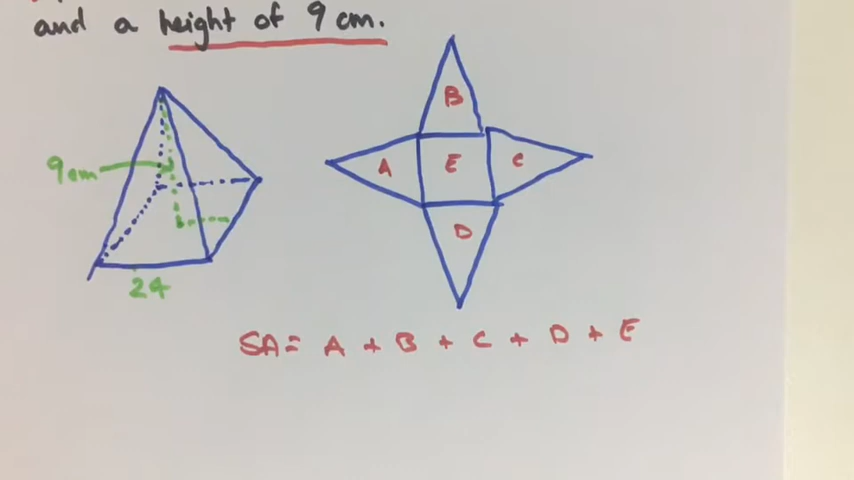 and a height of 9 cm.
B
9cm
A E C
D
24
SA = A + B + C + D + E